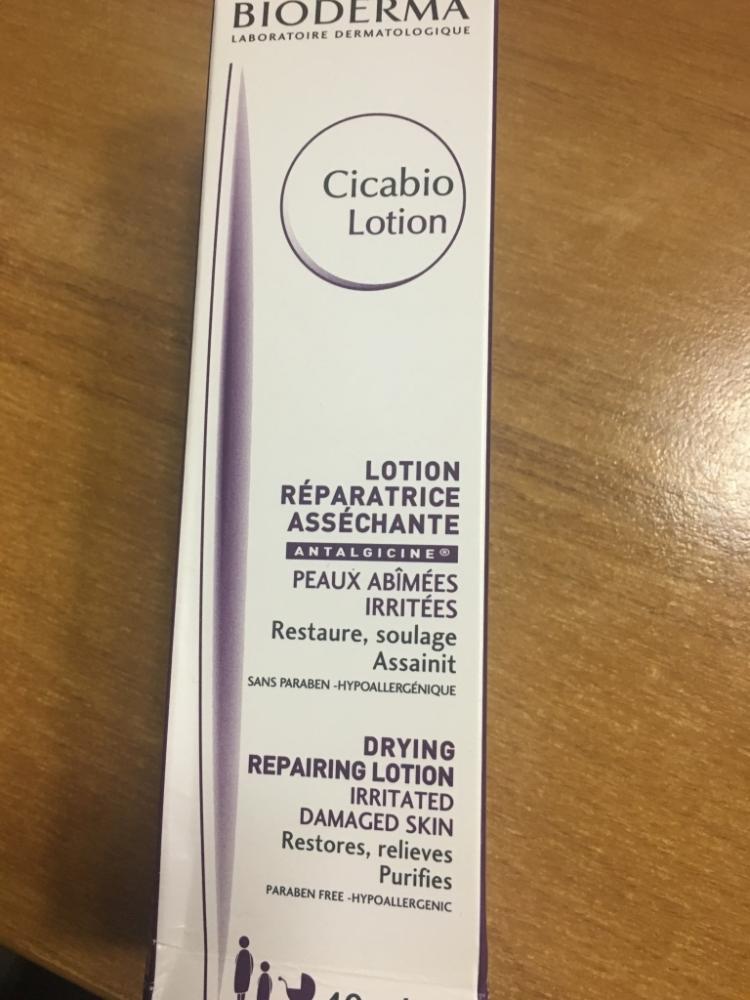 BIODERMA
LABORATOIRE DERMATOLOGIQUE
Cicabio
Lotion
LOTION
RÉPARATRICE
ASSÉCHANTE
ANTALGICINE®
PEAUX ABÎMÉES
IRRITÉES
Restaure, soulage
Assainit
SANS PARABEN -HYPOALLERGÉNIQUE
DRYING
REPAIRING LOTION
IRRITATED
DAMAGED SKIN
Restores, relieves
Purifies
PARABEN FREE -HYPOALLERGENIC